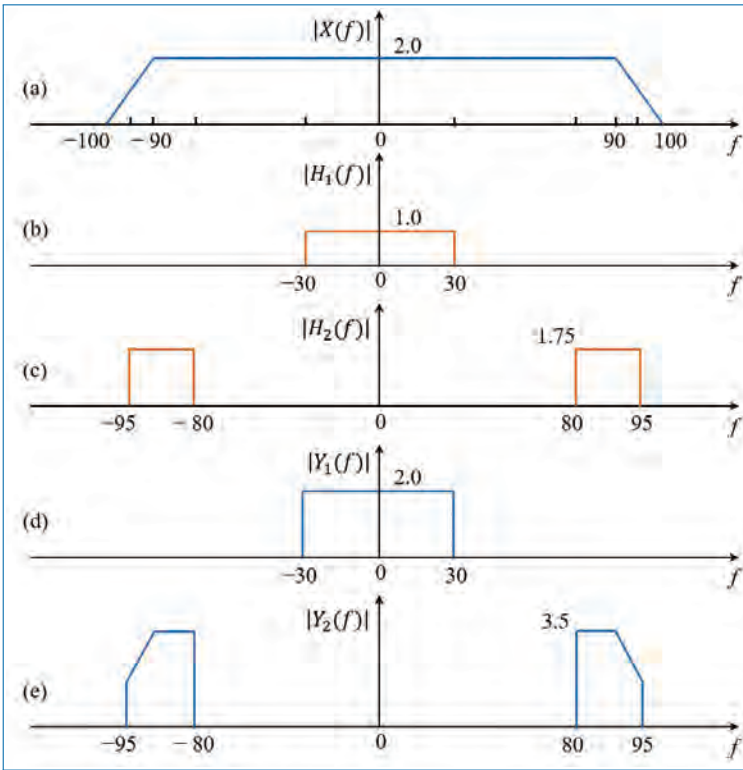 |X(f)|
2.0
(a)
−100 −90 0 90 100 f
|H₁(f)|
(b)
1.0
−30 0 30 f
|H₂(f)|
1.75
(c)
−95 −80 0 80 95 f
|Y₁(f)|
2.0
(d)
−30 0 30 f
|Y₂(f)|
3.5
(e)
−95 −80 0 80 95 f